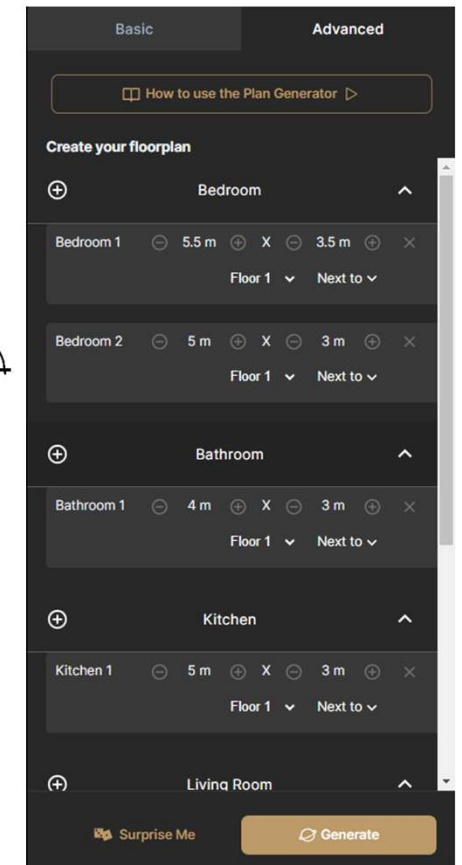 Basic Advanced
How to use the Plan Generator
Create your floorplan
Bedroom
Bedroom 1 5.5 m X 3.5 m
Floor 1 Next to
Bedroom 2 5 m X 3 m
Floor 1 Next to
Bathroom
Bathroom 1 4 m X 3 m
Floor 1 Next to
Kitchen
Kitchen 1 5 m X 3 m
Floor 1 Next to
Living Room
Surprise Me Generate